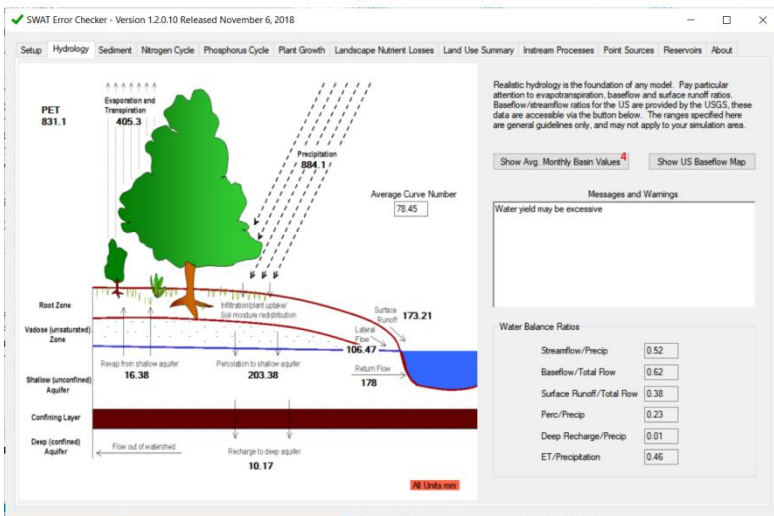 SWAT Error Checker - Version 1.2.0.10 Released November 6, 2018
Setup Hydrology Sediment Nitrogen Cycle Phosphorus Cycle Plant Growth Landscape Nutrient Losses Land Use Summary Instream Processes Point Sources Reservoirs About
PET
831.1
Evaporation and
Transpiration
405.3
Precipitation
884.1
Average Curve Number
78.45
Root Zone
Infiltration/plant uptake/
Soil moisture redistribution
Surface
Runoff 173.21
Vadose (unsaturated)
Zone
Lateral
Flow
106.47
Revap from shallow aquifer
16.38
Percolation to shallow aquifer
203.38
Return Flow
178
Shallow (unconfined)
Aquifer
Confining Layer
Deep (confined)
Aquifer
Flow out of watershed
Recharge to deep aquifer
10.17
All Units mm
Realistic hydrology is the foundation of any model. Pay particular
attention to evapotranspiration, baseflow and surface runoff ratios.
Baseflow/streamflow ratios for the US are provided by the USGS, these
data are accessible via the button below. The ranges specified here
are general guidelines only, and may not apply to your simulation area.
Show Avg. Monthly Basin Values 4
Show US Baseflow Map
Messages and Warnings
Water yield may be excessive
Water Balance Ratios
Streamflow/Precip 0.52
Baseflow/Total Flow 0.62
Surface Runoff/Total Flow 0.38
Perc/Precip 0.23
Deep Recharge/Precip 0.01
ET/Precipitation 0.46